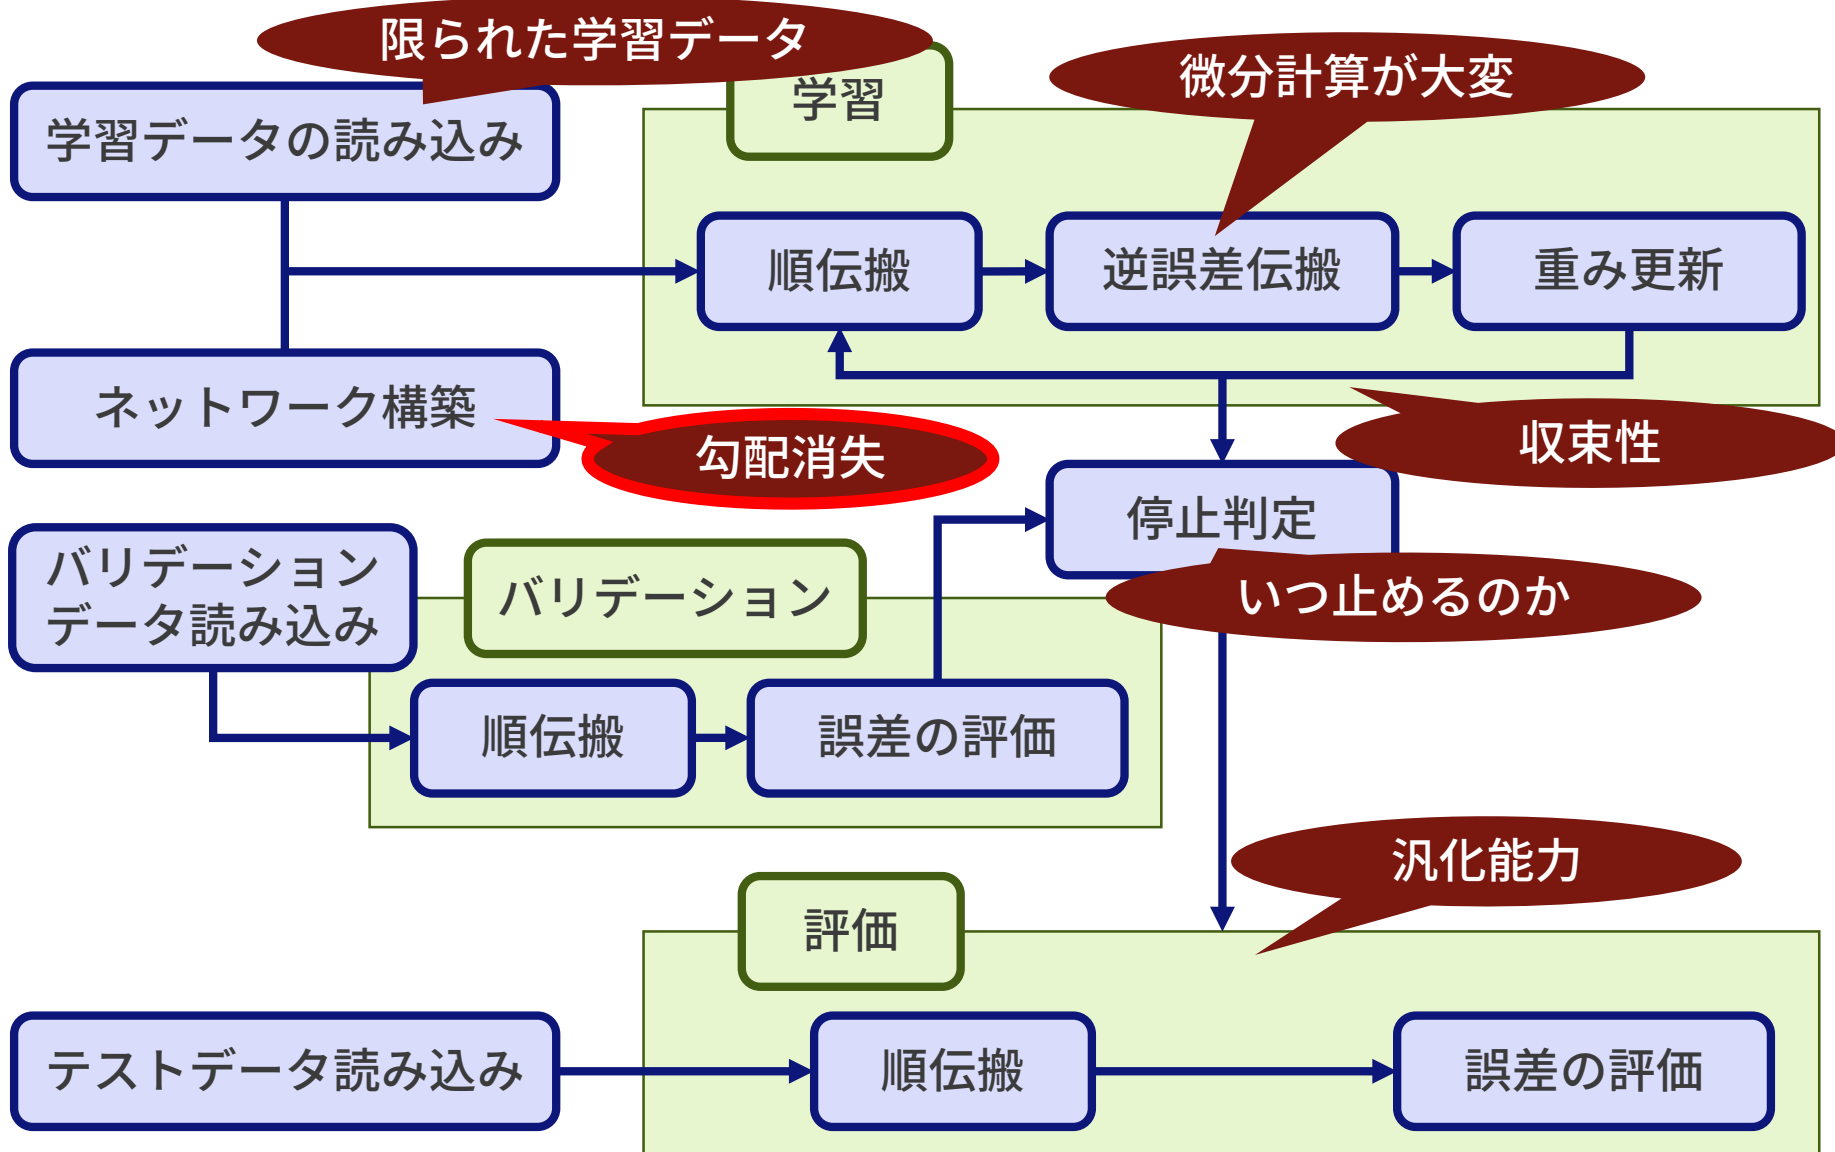 限られた学習データ
学習
微分計算が大変
学習データの読み込み
順伝搬
逆誤差伝搬
重み更新
ネットワーク構築
勾配消失
収束性
停止判定
いつ止めるのか
バリデーション
データ読み込み
バリデーション
順伝搬
誤差の評価
汎化能力
評価
テストデータ読み込み
順伝搬
誤差の評価